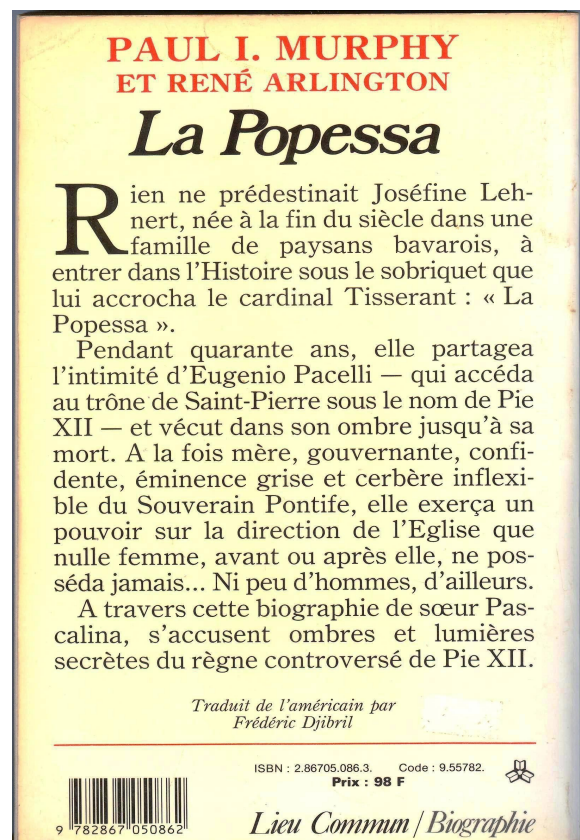 PAUL I. MURPHY
ET RENÉ ARLINGTON
La Popessa
Rien ne prédestinait Joséfine Leh-
nert, née à la fin du siècle dans une
famille de paysans bavarois, à
entrer dans l'Histoire sous le sobriquet que
lui accrocha le cardinal Tisserant : « La
Popessa ».
Pendant quarante ans, elle partagea
l'intimité d'Eugenio Pacelli — qui accéda
au trône de Saint-Pierre sous le nom de Pie
XII — et vécut dans son ombre jusqu'à sa
mort. A la fois mère, gouvernante, confi-
dente, éminence grise et cerbère inflexi-
ble du Souverain Pontife, elle exerça un
pouvoir sur la direction de l'Eglise que
nulle femme, avant ou après elle, ne pos-
séda jamais... Ni peu d'hommes, d'ailleurs.
A travers cette biographie de sœur Pas-
calina, s'accusent ombres et lumières
secrètes du règne controversé de Pie XII.
Traduit de l'américain par
Frédéric Djibril
ISBN : 2.86705.086.3. Code : 9.55782.
Prix : 98 F
9 782867 050862
Lieu Commun / Biographie